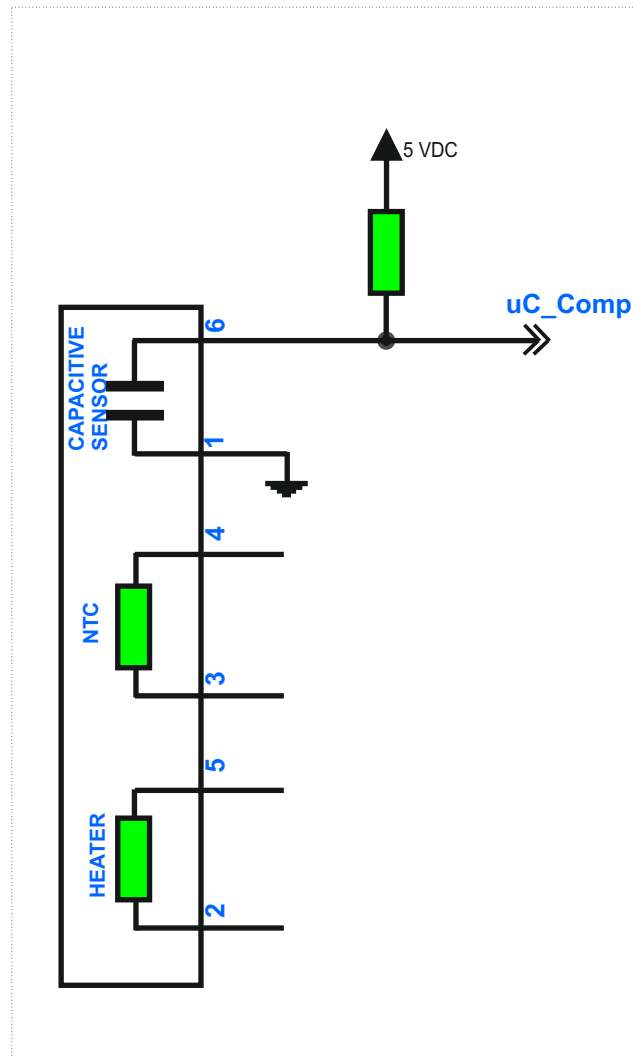 5 VDC
uC_Comp
6
CAPACITIVE
SENSOR
1
4
NTC
3
5
HEATER
2